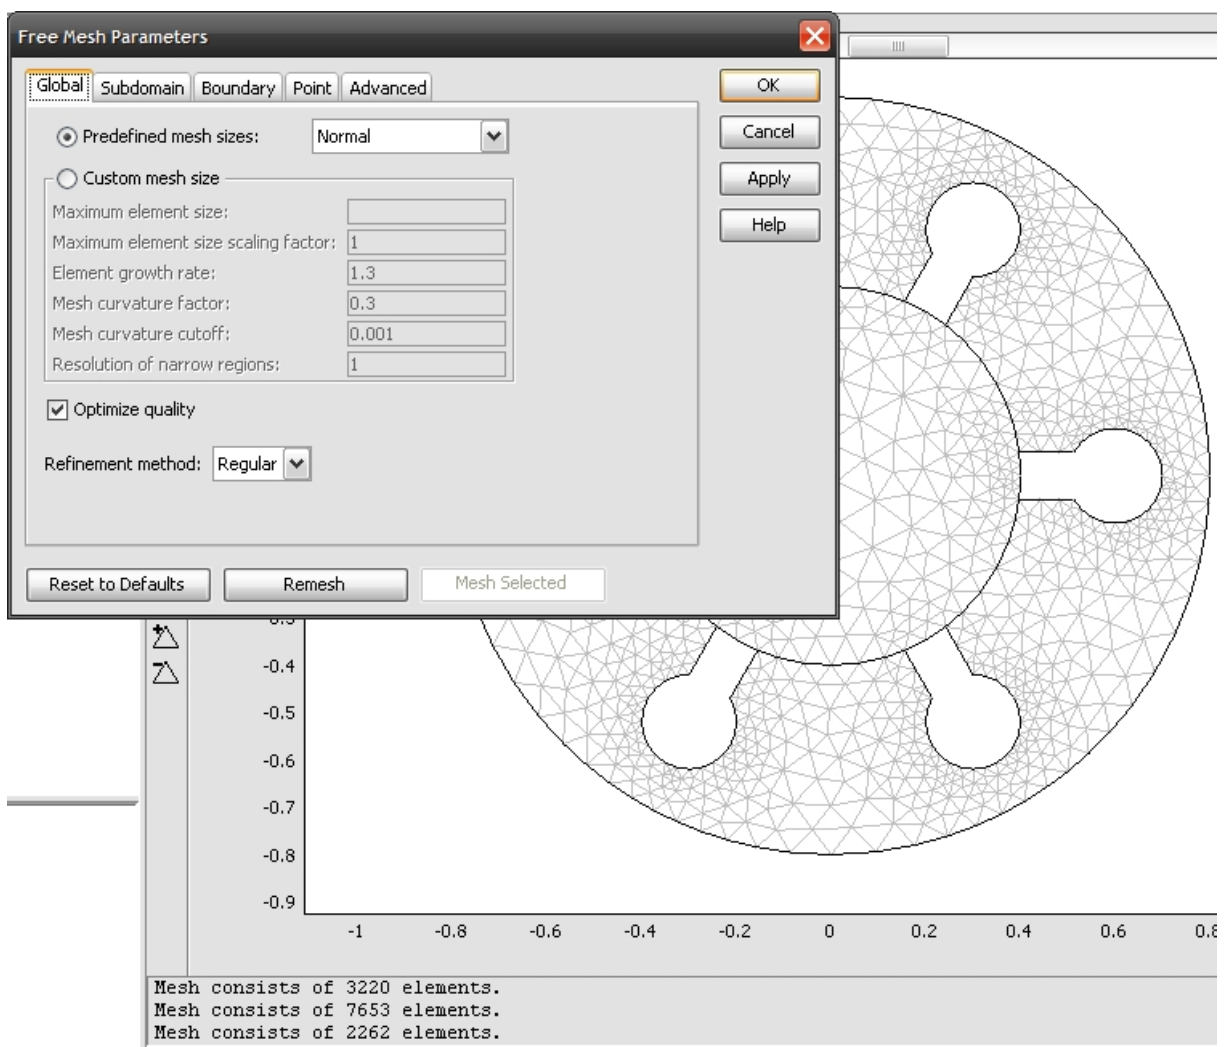 Free Mesh Parameters
Global Subdomain Boundary Point Advanced
OK
Predefined mesh sizes: Normal
Cancel
Custom mesh size
Apply
Maximum element size:
Help
Maximum element size scaling factor: 1
Element growth rate: 1.3
Mesh curvature factor: 0.3
Mesh curvature cutoff: 0.001
Resolution of narrow regions: 1
Optimize quality
Refinement method: Regular
Reset to Defaults Remesh Mesh Selected
-0.4
-0.5
-0.6
-0.7
-0.8
-0.9
-1 -0.8 -0.6 -0.4 -0.2 0 0.2 0.4 0.6 0.8
Mesh consists of 3220 elements.
Mesh consists of 7653 elements.
Mesh consists of 2262 elements.